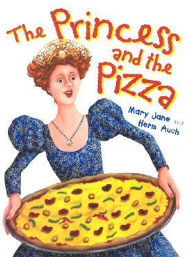 The Princess
and the
Pizza
Mary Jane and
Herm Auch